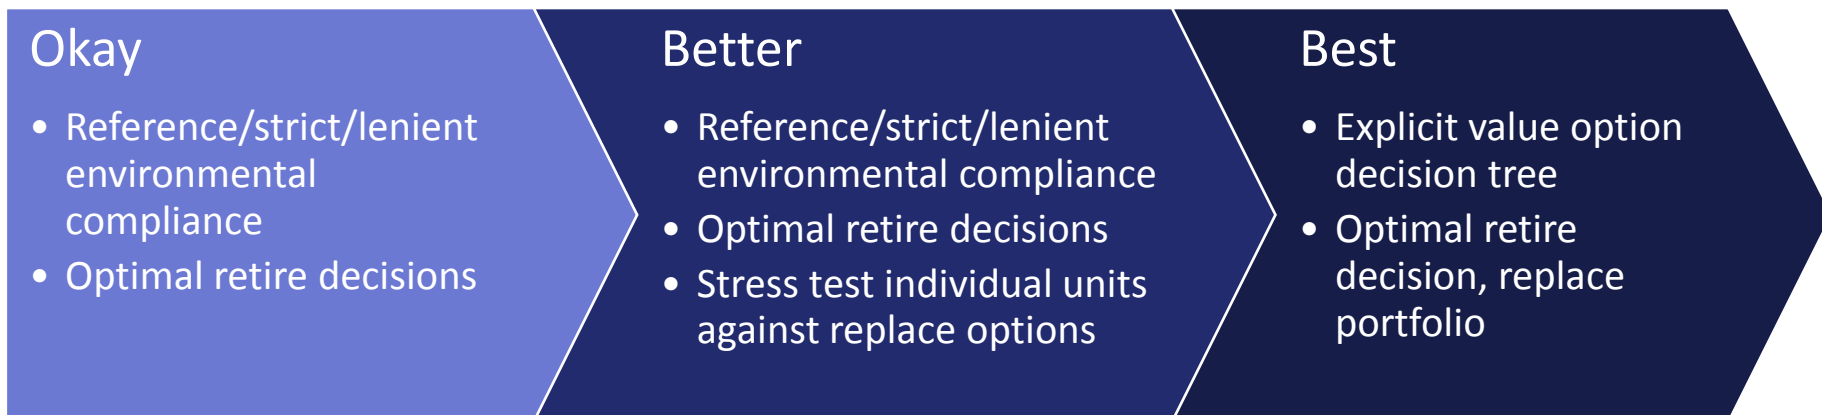 Okay
• Reference/strict/lenient
environmental
compliance
• Optimal retire decisions
Better
• Reference/strict/lenient
environmental compliance
• Optimal retire decisions
• Stress test individual units
against replace options
Best
• Explicit value option
decision tree
• Optimal retire
decision, replace
portfolio